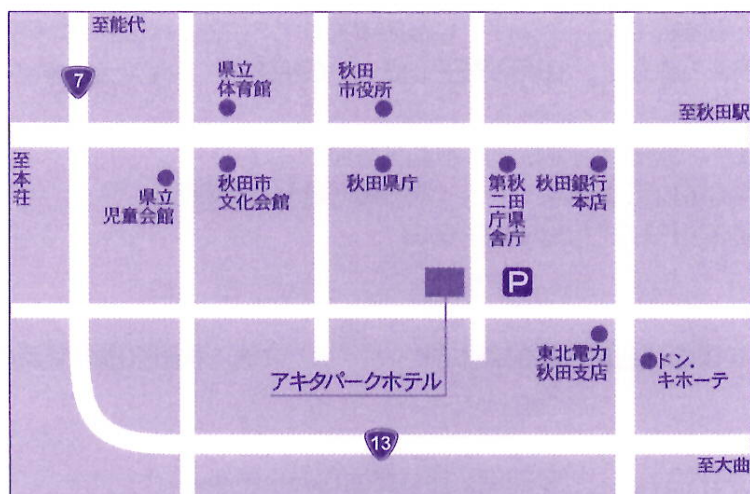 至能代
7
県立
体育館
秋田
市役所
至秋田駅
至本荘
県立
児童会館
秋田市
文化会館
秋田県庁
秋田県庁
第二庁舎
秋田銀行
本店
P
アキタパークホテル
東北電力
秋田支店
ドン.
キホーテ
13
至大曲